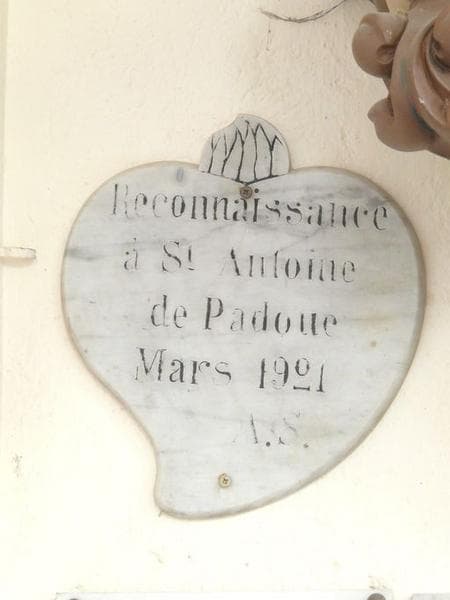 Reconnaissance
à St Antoine
de Padoue
Mars 1921
A.S.